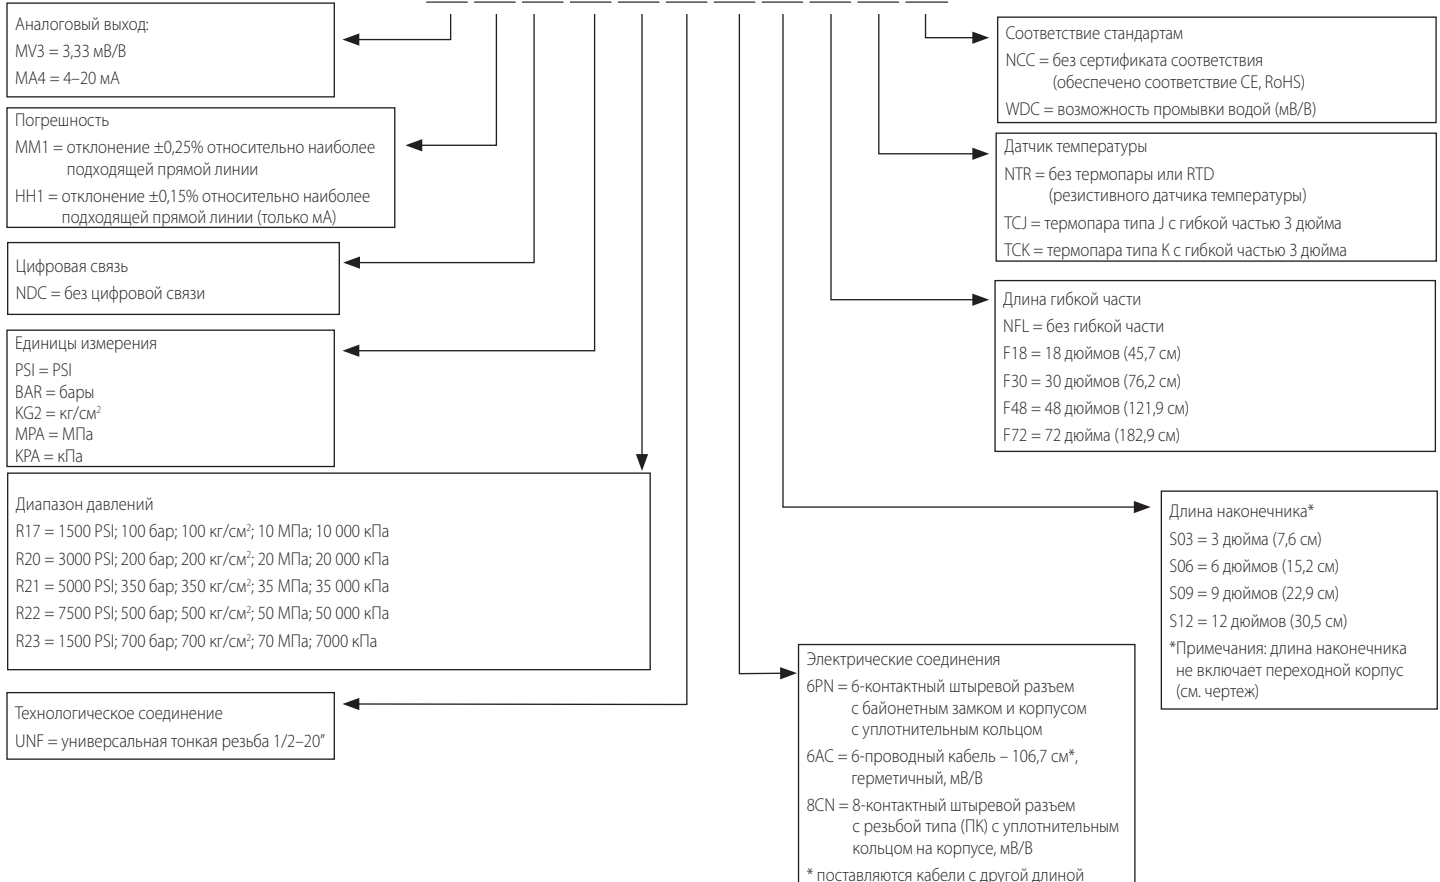 Аналоговый выход:
MV3 = 3,33 мВ/В
MA4 = 4–20 мА
Погрешность
MM1 = отклонение ±0,25% относительно наиболее
подходящей прямой линии
HH1 = отклонение ±0,15% относительно наиболее
подходящей прямой линии (только мА)
Цифровая связь
NDC = без цифровой связи
Единицы измерения
PSI = PSI
BAR = бары
KG2 = кг/см²
MPA = МПа
KPA = кПа
Диапазон давлений
R17 = 1500 PSI; 100 бар; 100 кг/см²; 10 МПа; 10 000 кПа
R20 = 3000 PSI; 200 бар; 200 кг/см²; 20 МПа; 20 000 кПа
R21 = 5000 PSI; 350 бар; 350 кг/см²; 35 МПа; 35 000 кПа
R22 = 7500 PSI; 500 бар; 500 кг/см²; 50 МПа; 50 000 кПа
R23 = 1500 PSI; 700 бар; 700 кг/см²; 70 МПа; 7000 кПа
Технологическое соединение
UNF = универсальная тонкая резьба 1/2–20”
Соответствие стандартам
NCC = без сертификата соответствия
(обеспечено соответствие CE, RoHS)
WDC = возможность промывки водой (мВ/В)
Датчик температуры
NTR = без термопары или RTD
(резистивного датчика температуры)
TCJ = термопара типа J с гибкой частью 3 дюйма
TCK = термопара типа K с гибкой частью 3 дюйма
Длина гибкой части
NFL = без гибкой части
F18 = 18 дюймов (45,7 см)
F30 = 30 дюймов (76,2 см)
F48 = 48 дюймов (121,9 см)
F72 = 72 дюйма (182,9 см)
Длина наконечника*
S03 = 3 дюйма (7,6 см)
S06 = 6 дюймов (15,2 см)
S09 = 9 дюймов (22,9 см)
S12 = 12 дюймов (30,5 см)
*Примечания: длина наконечника
не включает переходной корпус
(см. чертеж)
Электрические соединения
6PN = 6-контактный штыревой разъем
с байонетным замком и корпусом
с уплотнительным кольцом
6AC = 6-проводный кабель – 106,7 см*,
герметичный, мВ/В
8CN = 8-контактный штыревой разъем
с резьбой типа (ПК) с уплотнительным
кольцом на корпусе, мВ/В
* поставляются кабели с другой длиной